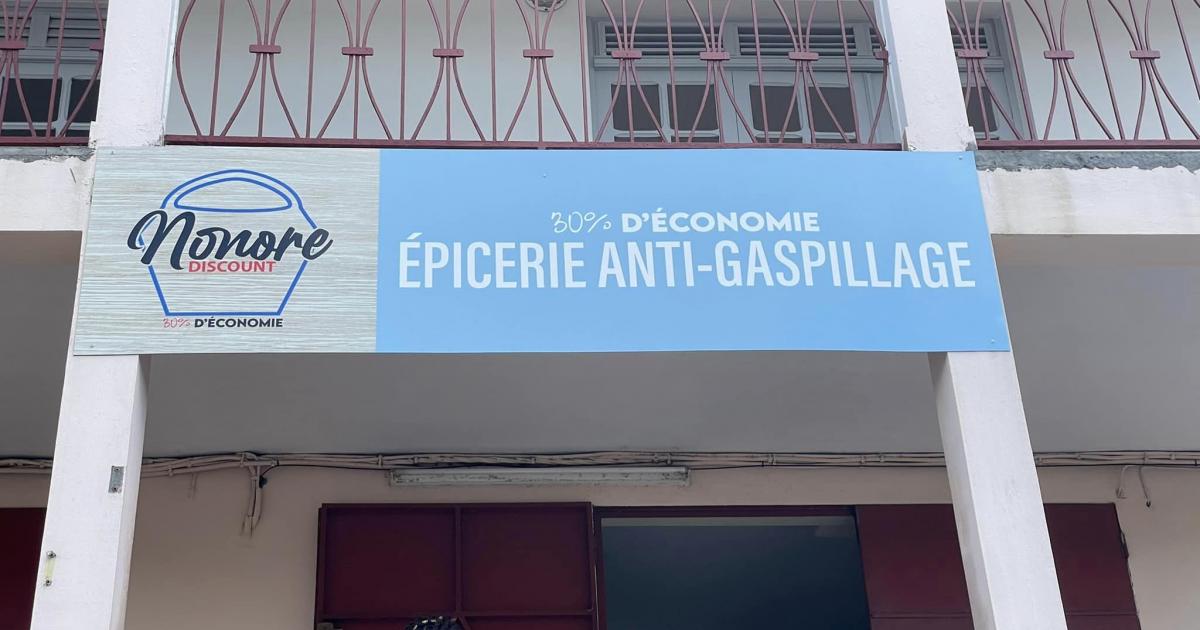 Nonore
DISCOUNT
30% D'ÉCONOMIE
30% D'ÉCONOMIE
ÉPICERIE ANTI-GASPILLAGE